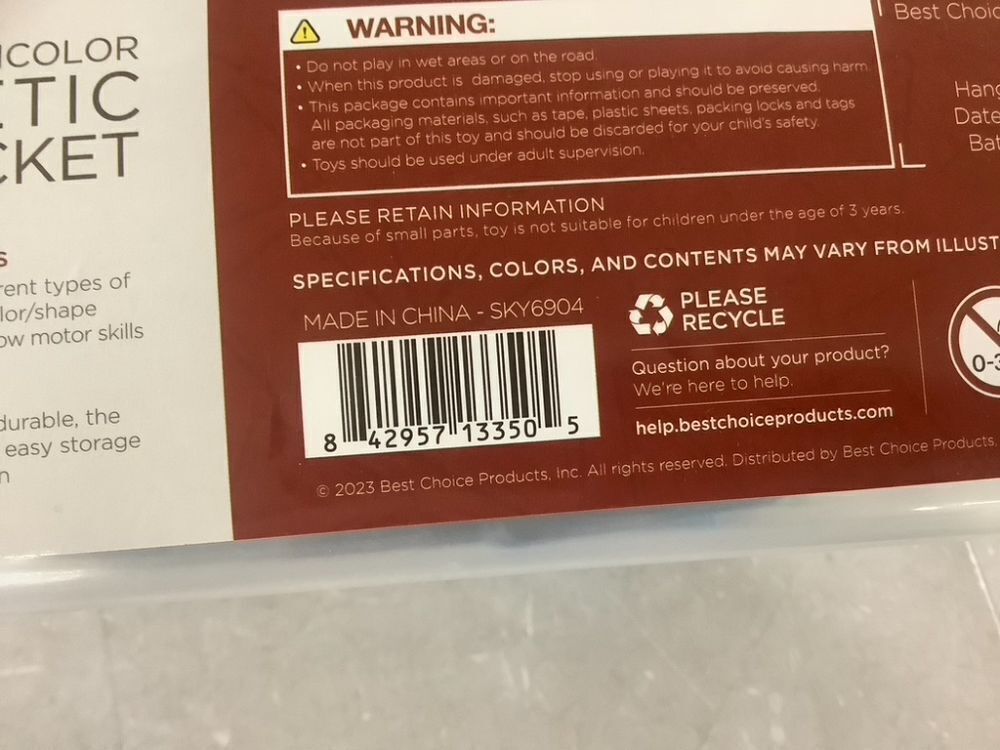 ICOLOR
ETIC
CKET
S
rent types of
lor/shape
ow motor skills
durable, the
easy storage
n
WARNING:
• Do not play in wet areas or on the road.
• When this product is damaged, stop using or playing it to avoid causing harm.
• This package contains important information and should be preserved.
All packaging materials, such as tape, plastic sheets, packing locks and tags
are not part of this toy and should be discarded for your child's safety.
• Toys should be used under adult supervision.
PLEASE RETAIN INFORMATION
Because of small parts, toy is not suitable for children under the age of 3 years.
SPECIFICATIONS, COLORS, AND CONTENTS MAY VARY FROM ILLUST
MADE IN CHINA - SKY6904
8 42957 13350 5
PLEASE
RECYCLE
Question about your product?
We're here to help.
help.bestchoiceproducts.com
© 2023 Best Choice Products, Inc. All rights reserved. Distributed by Best Choice Products,
Best Choic
Hang
Date
Bat
0-3